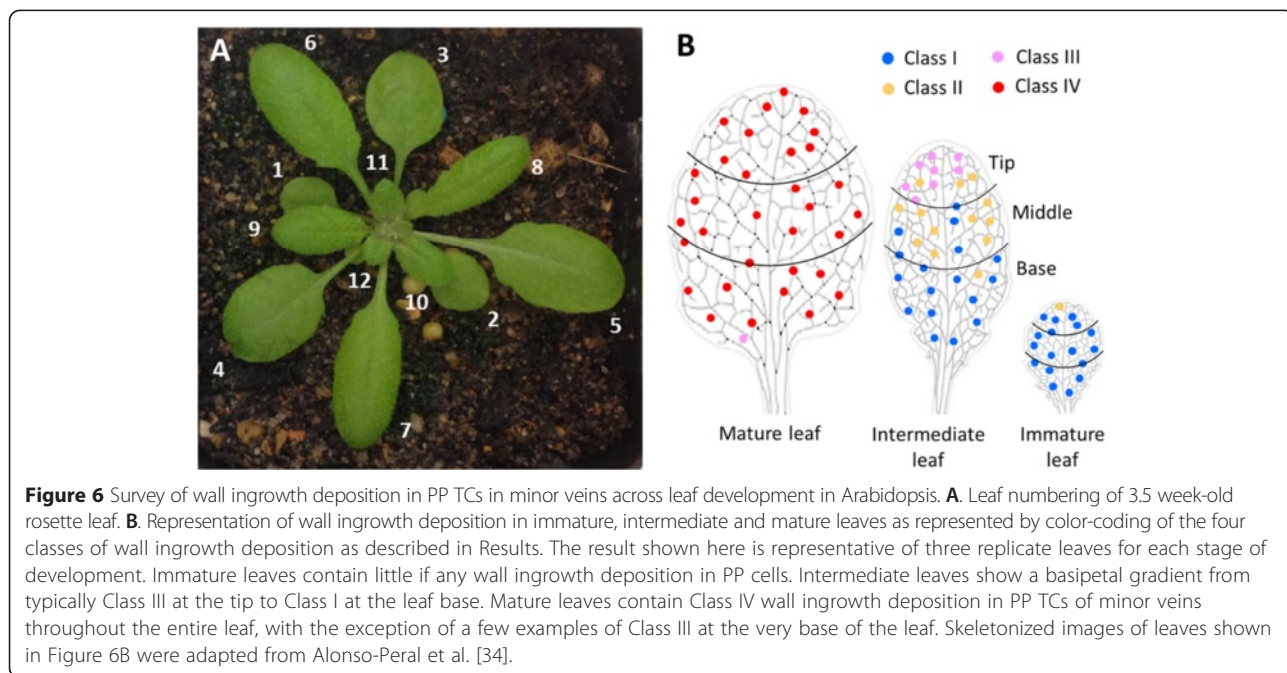 A
6
3
11
8
1
9
12
10
2
5
4
7
B
Class I
Class III
Class II
Class IV
Tip
Middle
Base
Mature leaf
Intermediate
leaf
Immature
leaf
Figure 6 Survey of wall ingrowth deposition in PP TCs in minor veins across leaf development in Arabidopsis. A. Leaf numbering of 3.5 week-old
rosette leaf. B. Representation of wall ingrowth deposition in immature, intermediate and mature leaves as represented by color-coding of the four
classes of wall ingrowth deposition as described in Results. The result shown here is representative of three replicate leaves for each stage of
development. Immature leaves contain little if any wall ingrowth deposition in PP cells. Intermediate leaves show a basipetal gradient from
typically Class III at the tip to Class I at the leaf base. Mature leaves contain Class IV wall ingrowth deposition in PP TCs of minor veins
throughout the entire leaf, with the exception of a few examples of Class III at the very base of the leaf. Skeletonized images of leaves shown
in Figure 6B were adapted from Alonso-Peral et al. [34].